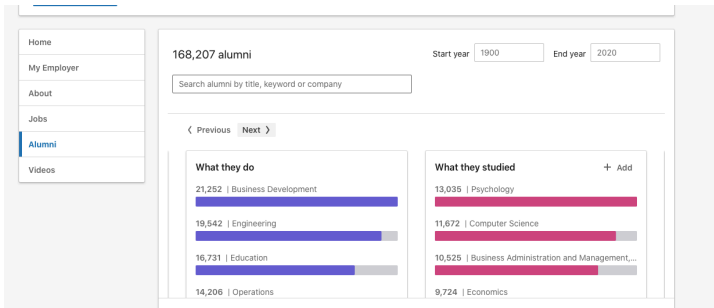 Home
My Employer
About
Jobs
Alumni
Videos
168,207 alumni
Start year 1900 End year 2020
Search alumni by title, keyword or company
Previous Next
What they do
21,252 | Business Development
19,542 | Engineering
16,731 | Education
14,206 | Operations
What they studied + Add
13,035 | Psychology
11,672 | Computer Science
10,525 | Business Administration and Management,...
9,724 | Economics